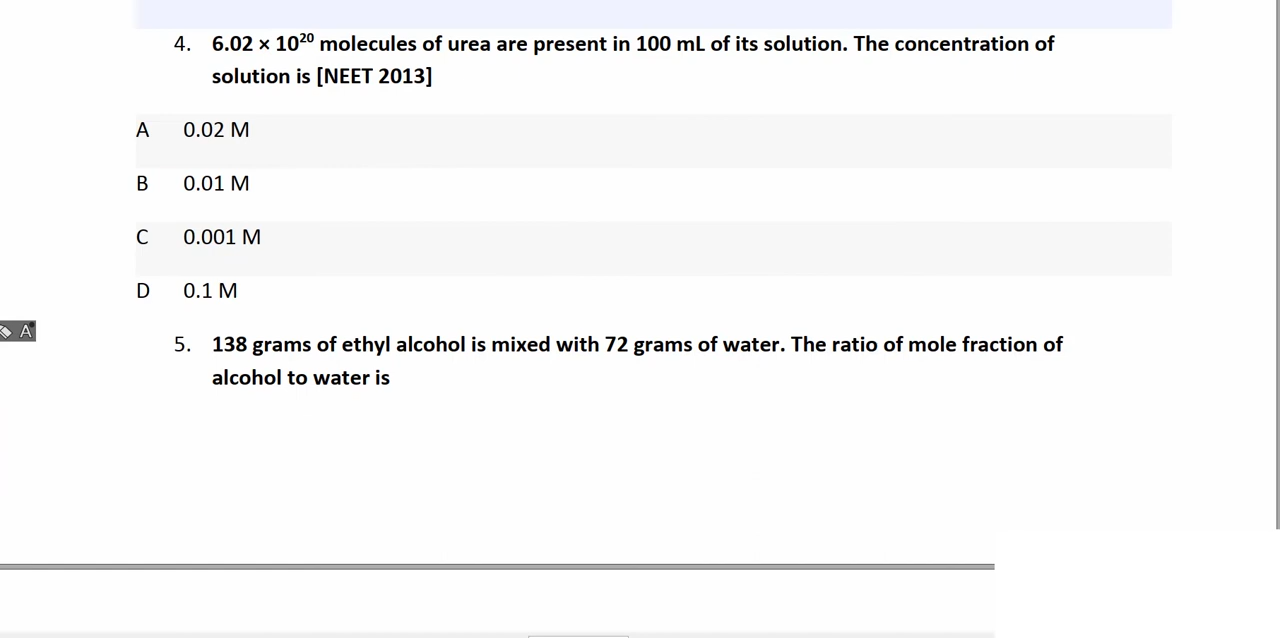 4. 6.02 × 10²⁰ molecules of urea are present in 100 mL of its solution. The concentration of
solution is [NEET 2013]
A 0.02 M
B 0.01 M
C 0.001 M
D 0.1 M
A
5. 138 grams of ethyl alcohol is mixed with 72 grams of water. The ratio of mole fraction of
alcohol to water is